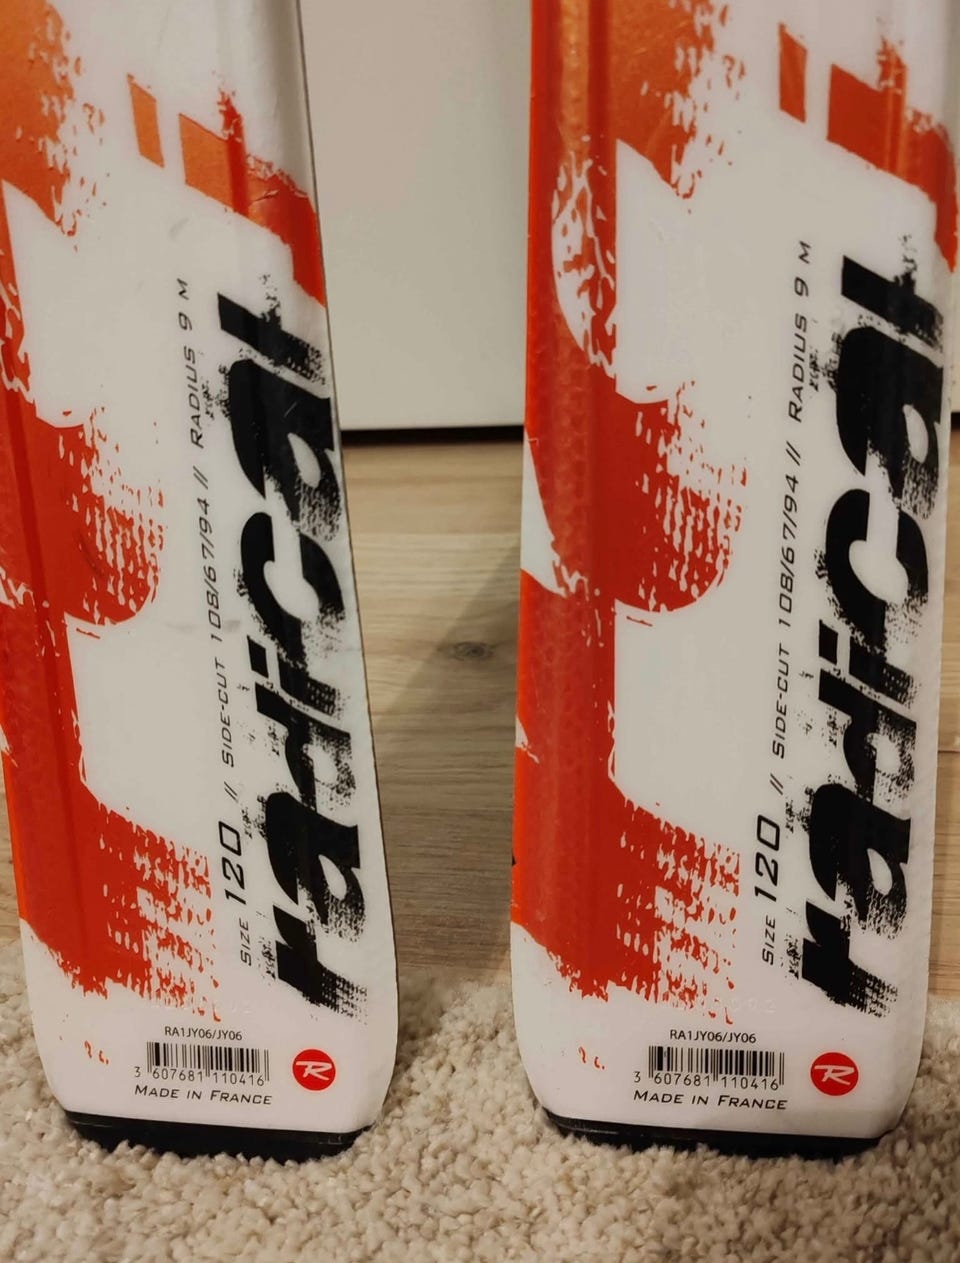 radical
SIZE 120 // SIDE-CUT 108/67/94 // RADIUS 9 M
RA1JY06/JY06
3 607681 110416
MADE IN FRANCE
R
radical
SIZE 120 // SIDE-CUT 108/67/94 // RADIUS 9 M
RA1JY06/JY06
3 607681 110416
MADE IN FRANCE
R